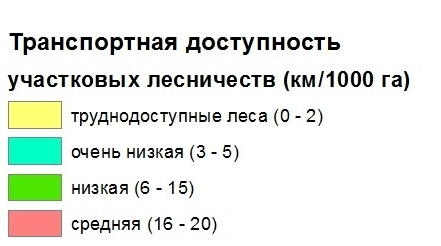 Транспортная доступность
участковых лесничеств (км/1000 га)
труднодоступные леса (0 - 2)
очень низкая (3 - 5)
низкая (6 - 15)
средняя (16 - 20)